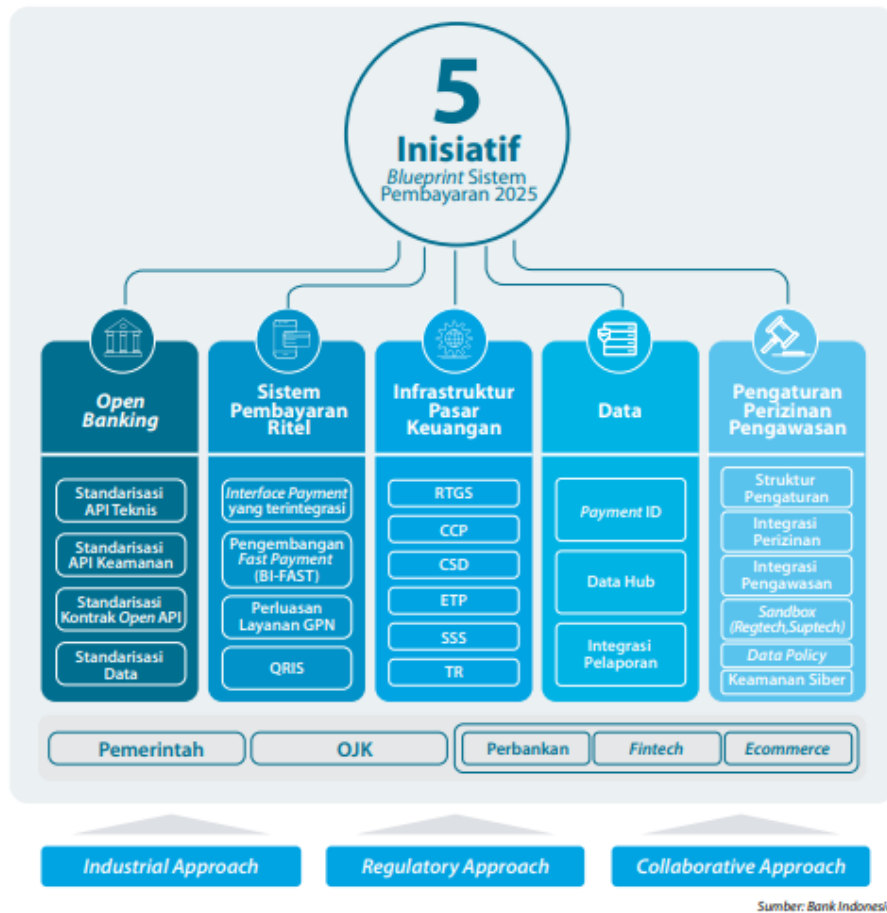 5
Inisiatif
Blueprint Sistem
Pembayaran 2025
Open
Banking
Standarisasi
API Teknis
Standarisasi
API Keamanan
Standarisasi
Kontrak Open API
Standarisasi
Data
Sistem
Pembayaran
Ritel
Interface Payment
yang terintegrasi
Pengembangan
Fast Payment
(BI-FAST)
Perluasan
Layanan GPN
QRIS
Infrastruktur
Pasar
Keuangan
RTGS
CCP
CSD
ETP
SSS
TR
Data
Payment ID
Data Hub
Integrasi
Pelaporan
Pengaturan
Perizinan
Pengawasan
Struktur
Pengaturan
Integrasi
Perizinan
Integrasi
Pengawasan
Sandbox
(Regtech,Suptech)
Data Policy
Keamanan Siber
Pemerintah
OJK
Perbankan
Fintech
Ecommerce
Industrial Approach
Regulatory Approach
Collaborative Approach
Sumber: Bank Indonesi